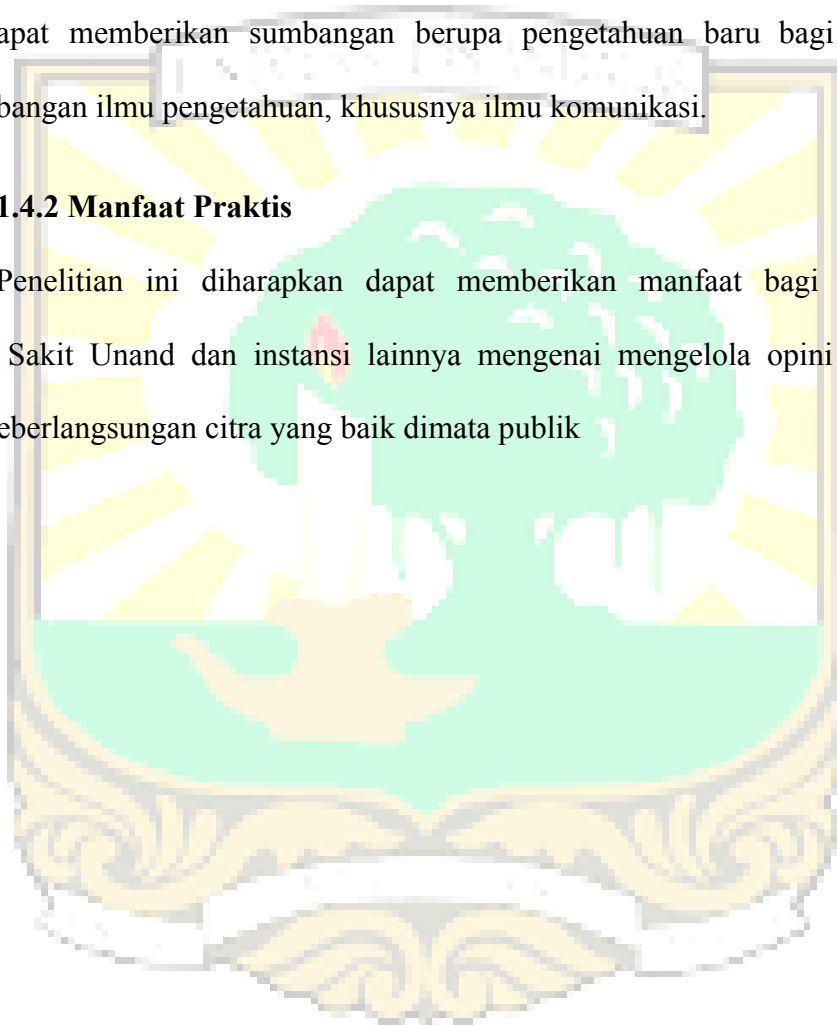 apat memberikan sumbangan berupa pengetahuan baru bagi
bangan ilmu pengetahuan, khususnya ilmu komunikasi.
1.4.2 Manfaat Praktis
Penelitian ini diharapkan dapat memberikan manfaat bagi
Sakit Unand dan instansi lainnya mengenai mengelola opini
eberlangsungan citra yang baik dimata publik